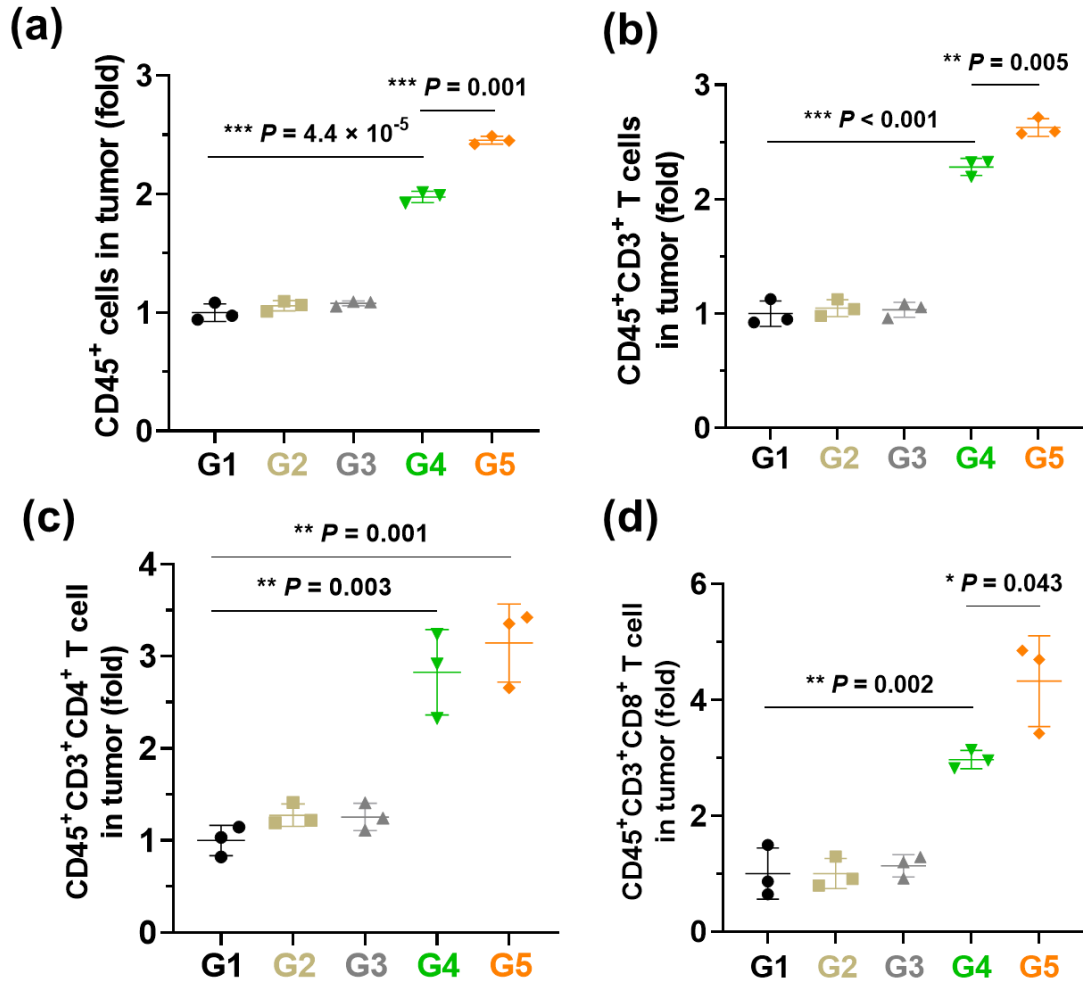 (a)
CD45⁺ cells in tumor (fold)
3
2
1
0
*** P = 0.001
*** P = 4.4 × 10⁻⁵
G1 G2 G3 G4 G5
(b)
CD45⁺CD3⁺ T cells
in tumor (fold)
3
2
1
0
** P = 0.005
*** P < 0.001
G1 G2 G3 G4 G5
(c)
CD45⁺CD3⁺CD4⁺ T cell
in tumor (fold)
4
3
2
1
0
** P = 0.001
** P = 0.003
G1 G2 G3 G4 G5
(d)
CD45⁺CD3⁺CD8⁺ T cell
in tumor (fold)
6
4
2
0
* P = 0.043
** P = 0.002
G1 G2 G3 G4 G5